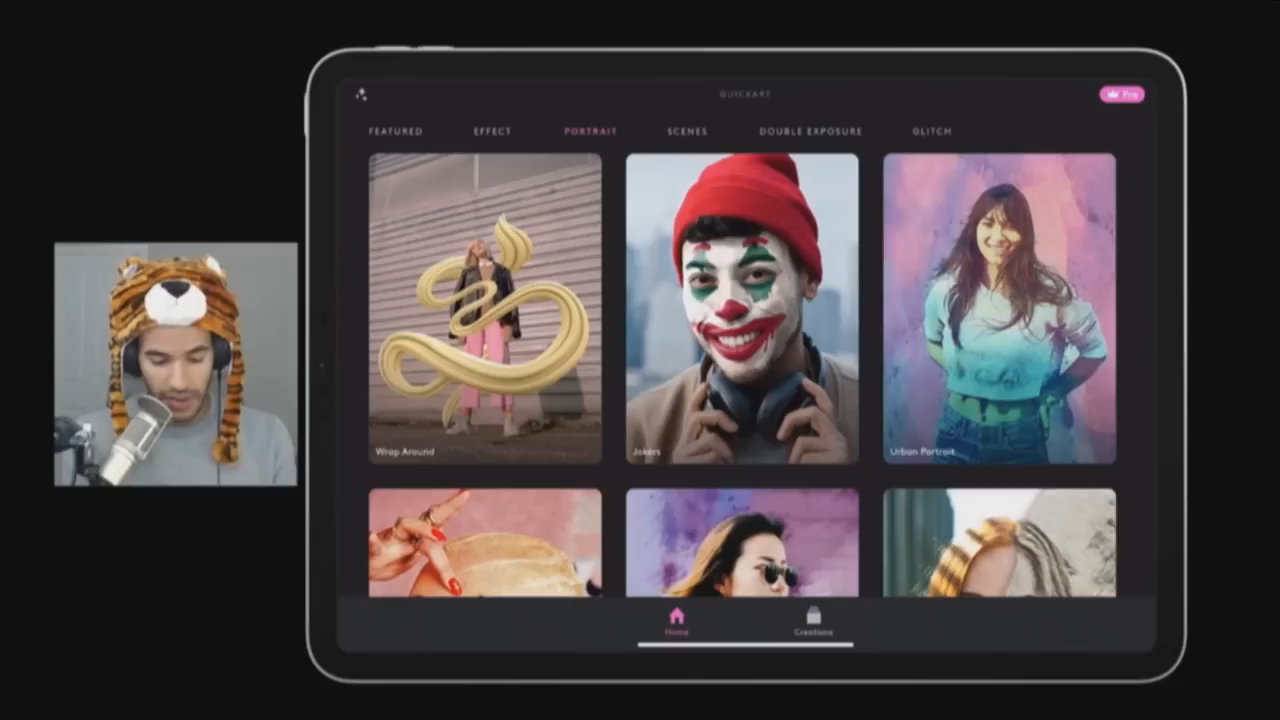 QUICKART
Pro
FEATURED EFFECT PORTRAIT SCENES DOUBLE EXPOSURE GLITCH
Wrap Around
Jokers
Urban Portrait
Home
Creations